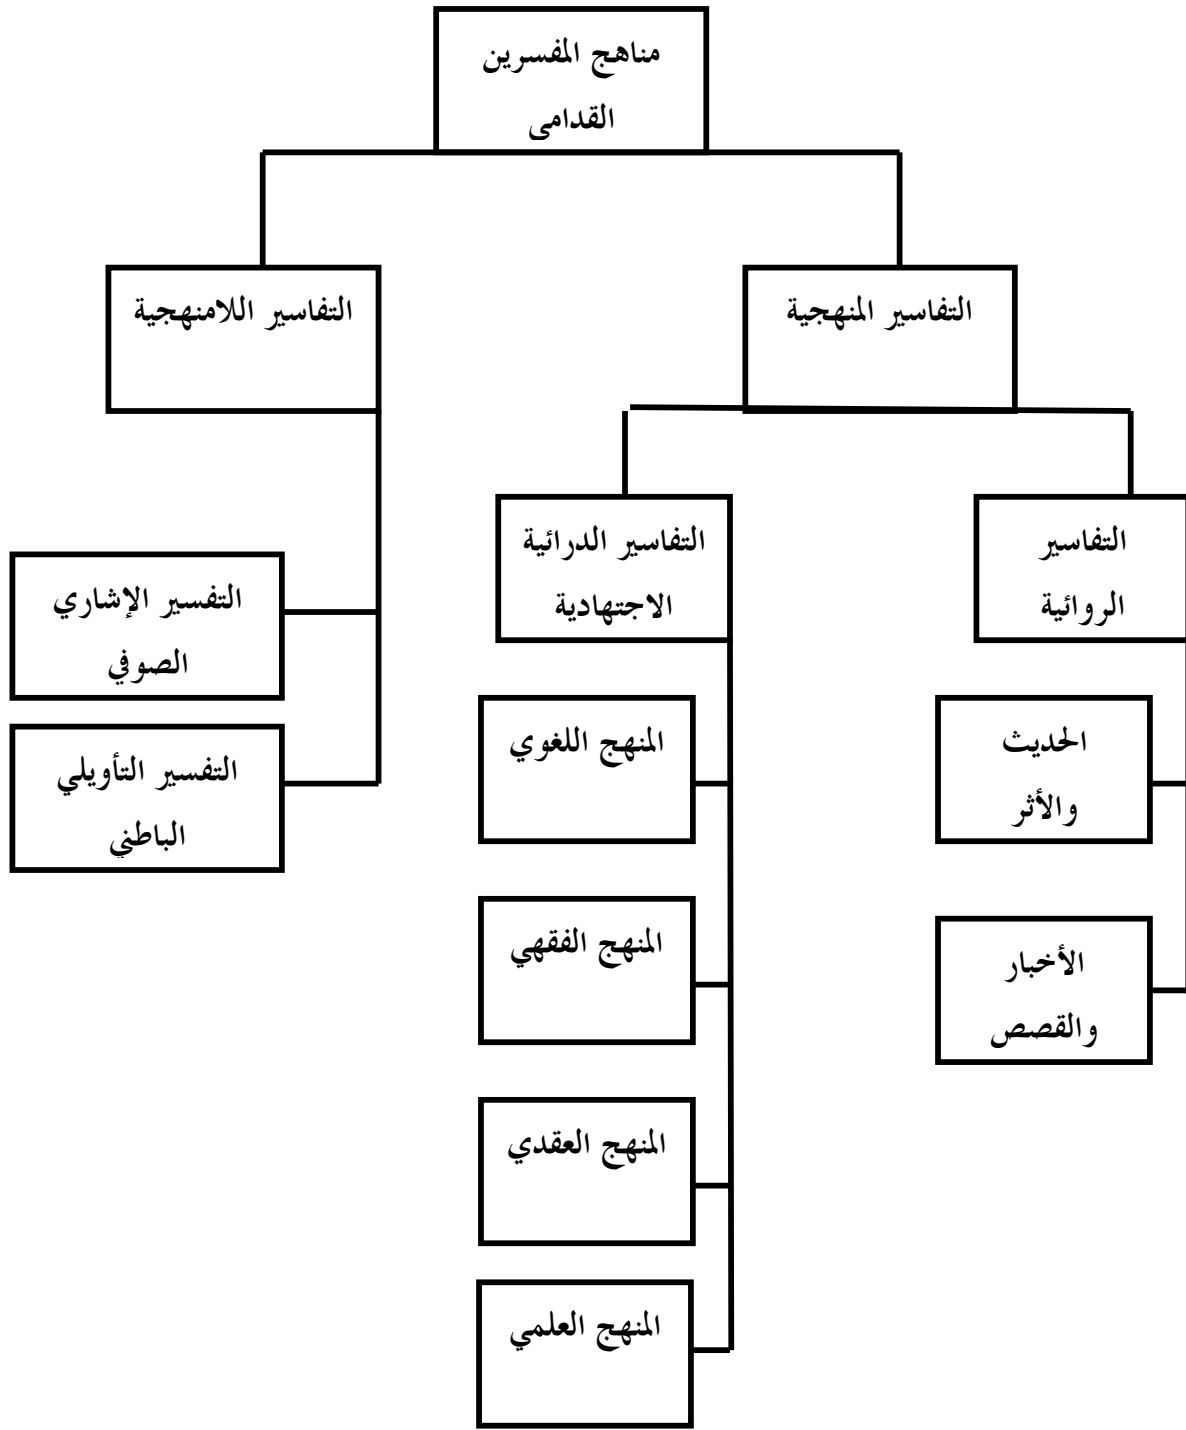 مناهج المفسرين
القدامى
التفاسير المنهجية
التفاسير اللامنهجية
التفاسير
الروائية
التفاسير الدرائية
الاجتهادية
التفسير الإشاري
الصوفي
الحديث
والأثر
المنهج اللغوي
التفسير التأويلي
الباطني
الأخبار
والقصص
المنهج الفقهي
المنهج العقدي
المنهج العلمي